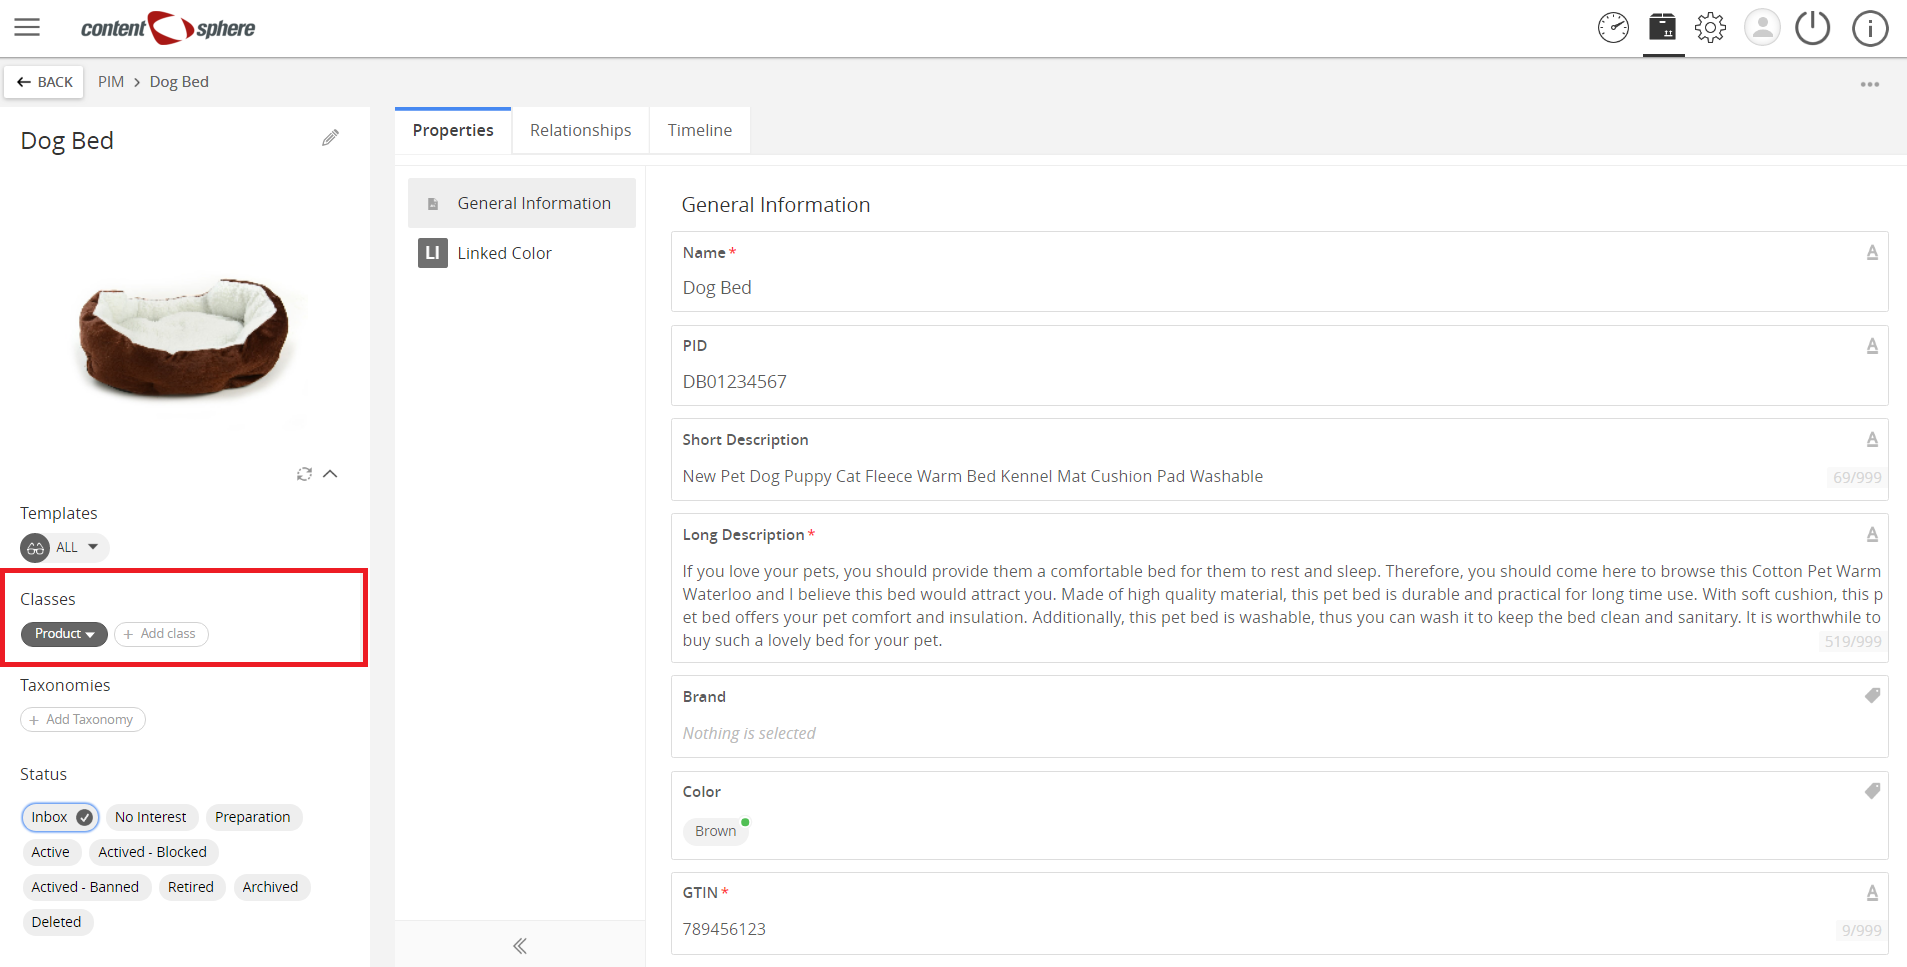 content sphere
BACK PIM > Dog Bed
Dog Bed
Templates
ALL
Classes
Product + Add class
Taxonomies
+ Add Taxonomy
Status
Inbox No Interest Preparation
Active Actived - Blocked
Actived - Banned Retired Archived
Deleted
Properties Relationships Timeline
General Information
LI Linked Color
General Information
Name *
Dog Bed
PID
DB01234567
Short Description
New Pet Dog Puppy Cat Fleece Warm Bed Kennel Mat Cushion Pad Washable
69/999
Long Description *
If you love your pets, you should provide them a comfortable bed for them to rest and sleep. Therefore, you should come here to browse this Cotton Pet Warm
Waterloo and I believe this bed would attract you. Made of high quality material, this pet bed is durable and practical for long time use. With soft cushion, this p
et bed offers your pet comfort and insulation. Additionally, this pet bed is washable, thus you can wash it to keep the bed clean and sanitary. It is worthwhile to
buy such a lovely bed for your pet.
519/999
Brand
Nothing is selected
Color
Brown
GTIN *
789456123
9/999